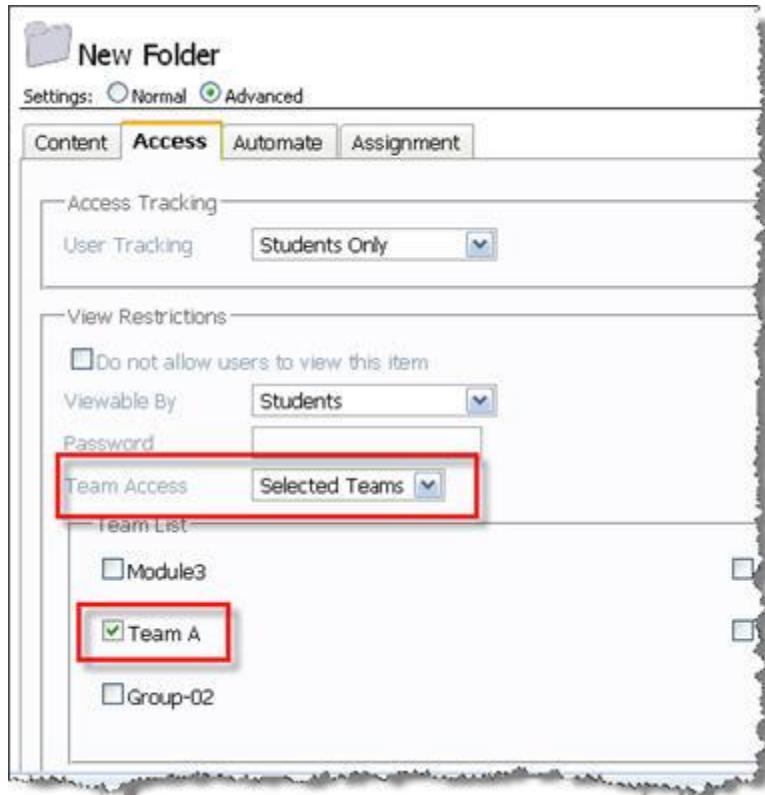 New Folder
Settings: Normal Advanced
Content Access Automate Assignment
Access Tracking
User Tracking Students Only
View Restrictions
Do not allow users to view this item
Viewable By Students
Password
Team Access Selected Teams
Team List
Module3
Team A
Group-02